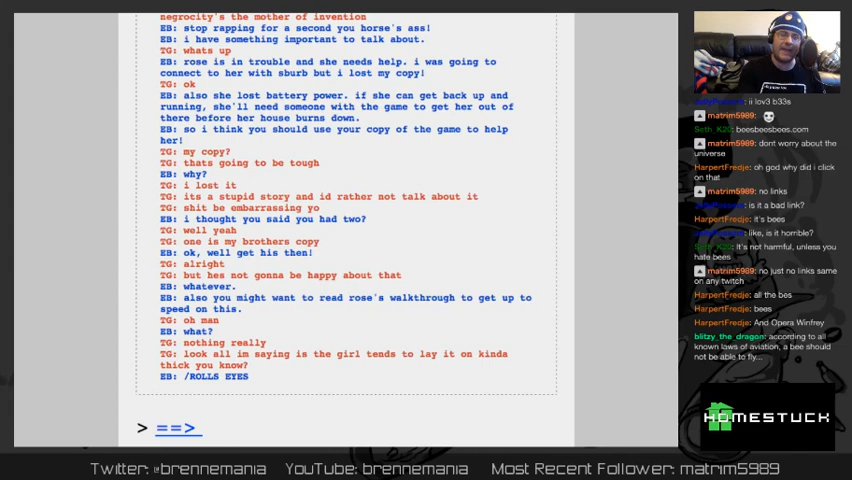 negrocity's the mother of invention
EB: stop rapping for a second you horse's ass!
EB: i have something important to talk about.
TG: whats up
EB: rose is in trouble and she needs help. i was going to
connect to her with sburb but i lost my copy!
TG: ok
EB: also she lost battery power. if she can get back up and
running, she'll need someone with the game to get her out of
there before her house burns down.
EB: so i think you should use your copy of the game to help
her!
TG: my copy?
TG: thats going to be tough
EB: why?
TG: i lost it
TG: its a stupid story and id rather not talk about it
TG: shit be embarrassing yo
EB: i thought you said you had two?
TG: well yeah
TG: one is my brothers copy
EB: ok, well get his then!
TG: alright
TG: but hes not gonna be happy about that
EB: whatever.
EB: also you might want to read rose's walkthrough to get up to
speed on this.
TG: oh man
EB: what?
TG: nothing really
TG: look all im saying is the girl tends to lay it on kinda
thick you know?
EB: /ROLLS EYES
> ==>
ii lov3 b33s
matrim5989:
Seth_K20: beesbeesbees.com
matrim5989: dont worry about the
universe
HarpertFredje: oh god why did i click
on that
matrim5989: no links
is it a bad link?
HarpertFredje: it's bees
like, is it horrible?
Seth_K20: It's not harmful, unless you
hate bees
matrim5989: no just no links same
on any twitch
HarpertFredje: all the bes
HarpertFredje: bees
HarpertFredje: And Opera Winfrey
blitzy_the_dragon: according to all
known laws of aviation, a bee should
not be able to fly...
HOMESTUCK
Twitter: @brennemania YouTube: brennemania Most Recent Follower: matrim5989